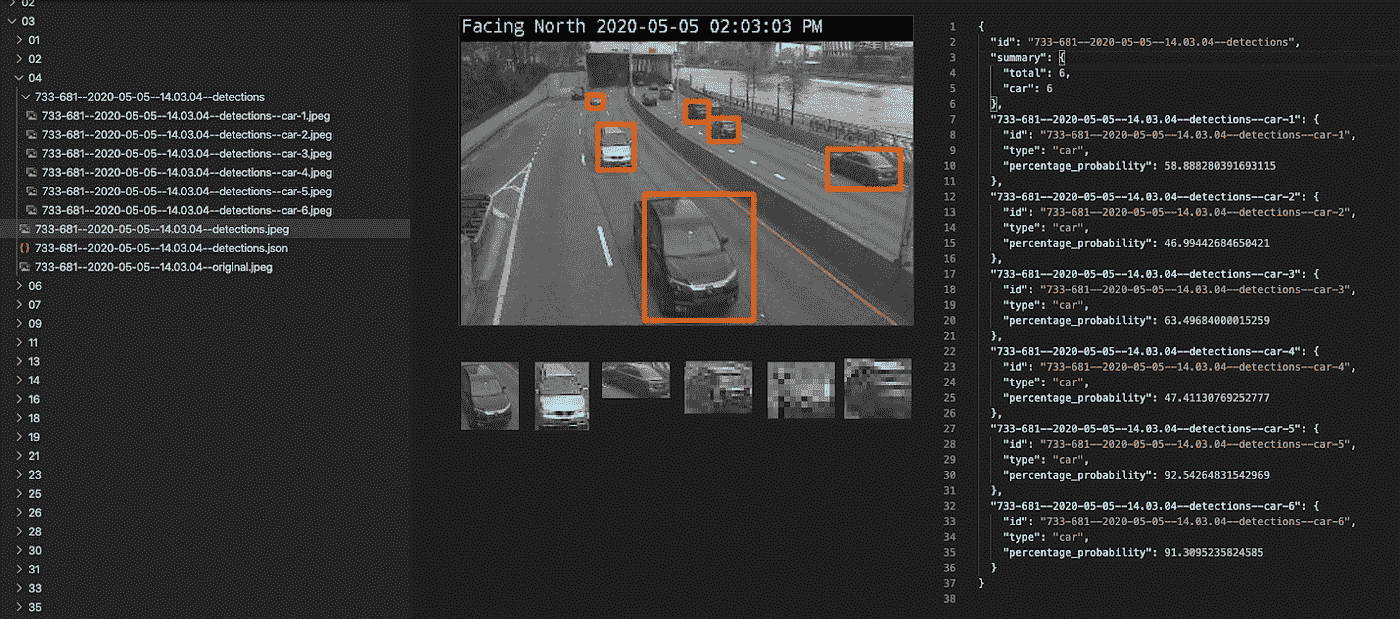 02
03
01
02
04
733-681--2020-05-05--14.03.04--detections
733-681--2020-05-05--14.03.04--detections--car-1.jpeg
733-681--2020-05-05--14.03.04--detections--car-2.jpeg
733-681--2020-05-05--14.03.04--detections--car-3.jpeg
733-681--2020-05-05--14.03.04--detections--car-4.jpeg
733-681--2020-05-05--14.03.04--detections--car-5.jpeg
733-681--2020-05-05--14.03.04--detections--car-6.jpeg
733-681--2020-05-05--14.03.04--detections.jpeg
{} 733-681--2020-05-05--14.03.04--detections.json
733-681--2020-05-05--14.03.04--original.jpeg
06
07
09
11
13
14
16
18
19
21
23
25
26
28
30
31
33
35
Facing North 2020-05-05 02:03:03 PM
1 {
2 "id": "733-681--2020-05-05--14.03.04--detections",
3 "summary": {
4 "total": 6,
5 "car": 6
6 },
7 "733-681--2020-05-05--14.03.04--detections--car-1": {
8 "id": "733-681--2020-05-05--14.03.04--detections--car-1",
9 "type": "car",
10 "percentage_probability": 58.888280391693115
11 },
12 "733-681--2020-05-05--14.03.04--detections--car-2": {
13 "id": "733-681--2020-05-05--14.03.04--detections--car-2",
14 "type": "car",
15 "percentage_probability": 46.99442684650421
16 },
17 "733-681--2020-05-05--14.03.04--detections--car-3": {
18 "id": "733-681--2020-05-05--14.03.04--detections--car-3",
19 "type": "car",
20 "percentage_probability": 63.49684000015259
21 },
22 "733-681--2020-05-05--14.03.04--detections--car-4": {
23 "id": "733-681--2020-05-05--14.03.04--detections--car-4",
24 "type": "car",
25 "percentage_probability": 47.41130769252777
26 },
27 "733-681--2020-05-05--14.03.04--detections--car-5": {
28 "id": "733-681--2020-05-05--14.03.04--detections--car-5",
29 "type": "car",
30 "percentage_probability": 92.54264831542969
31 },
32 "733-681--2020-05-05--14.03.04--detections--car-6": {
33 "id": "733-681--2020-05-05--14.03.04--detections--car-6",
34 "type": "car",
35 "percentage_probability": 91.3095235824585
36 }
37 }
38